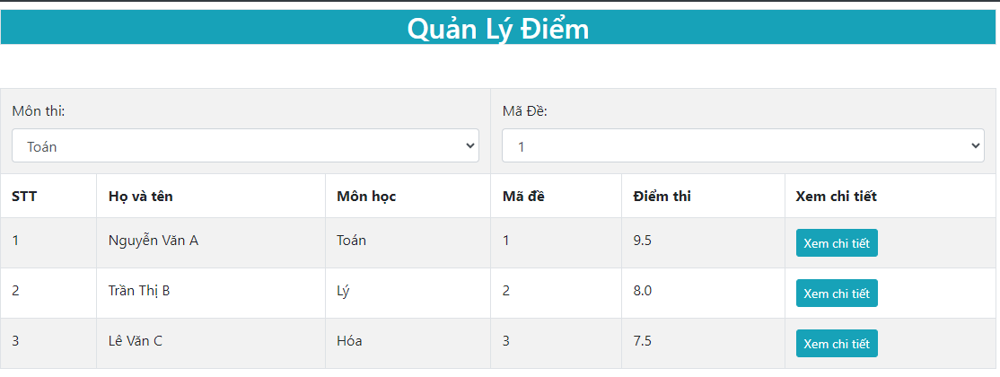 Quản Lý Điểm
Môn thi: Mã Đề:
Toán 1
STT Họ và tên Môn học Mã đề Điểm thi Xem chi tiết
1 Nguyễn Văn A Toán 1 9.5 Xem chi tiết
2 Trần Thị B Lý 2 8.0 Xem chi tiết
3 Lê Văn C Hóa 3 7.5 Xem chi tiết